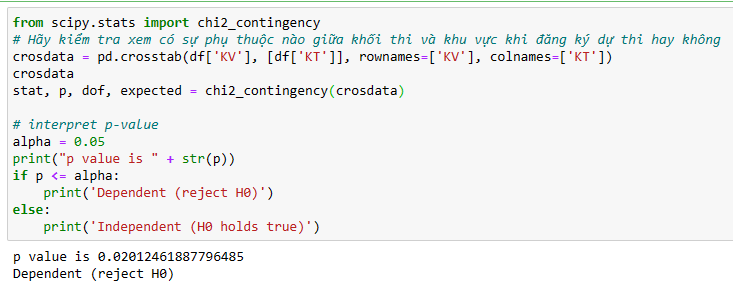 from scipy.stats import chi2_contingency
# Hãy kiểm tra xem có sự phụ thuộc nào giữa khối thi và khu vực khi đăng ký dự thi hay không
crosdata = pd.crosstab(df['KV'], [df['KT']], rownames=['KV'], colnames=['KT'])
crosdata
stat, p, dof, expected = chi2_contingency(crosdata)

# interpret p-value
alpha = 0.05
print("p value is " + str(p))
if p <= alpha:
    print('Dependent (reject H0)')
else:
    print('Independent (H0 holds true)')
p value is 0.02012461887796485
Dependent (reject H0)